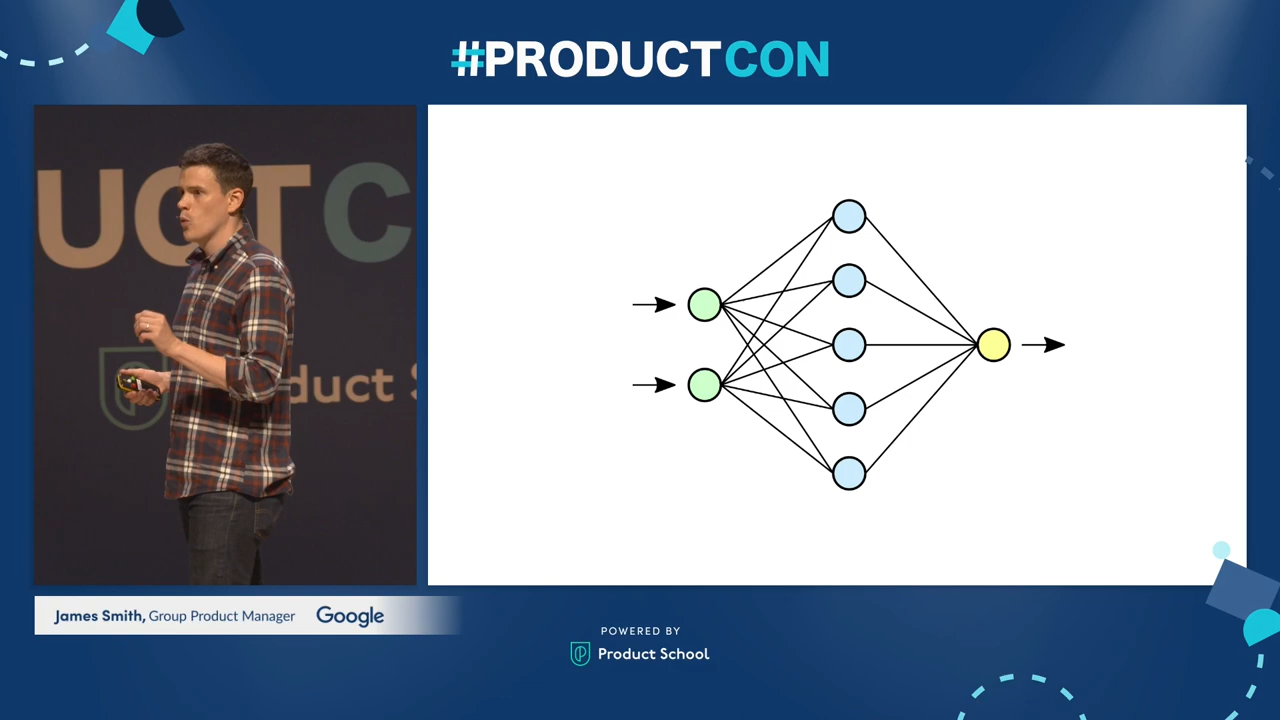 #PRODUCTCON
UCT C
duct S
James Smith, Group Product Manager Google
POWERED BY
Product School